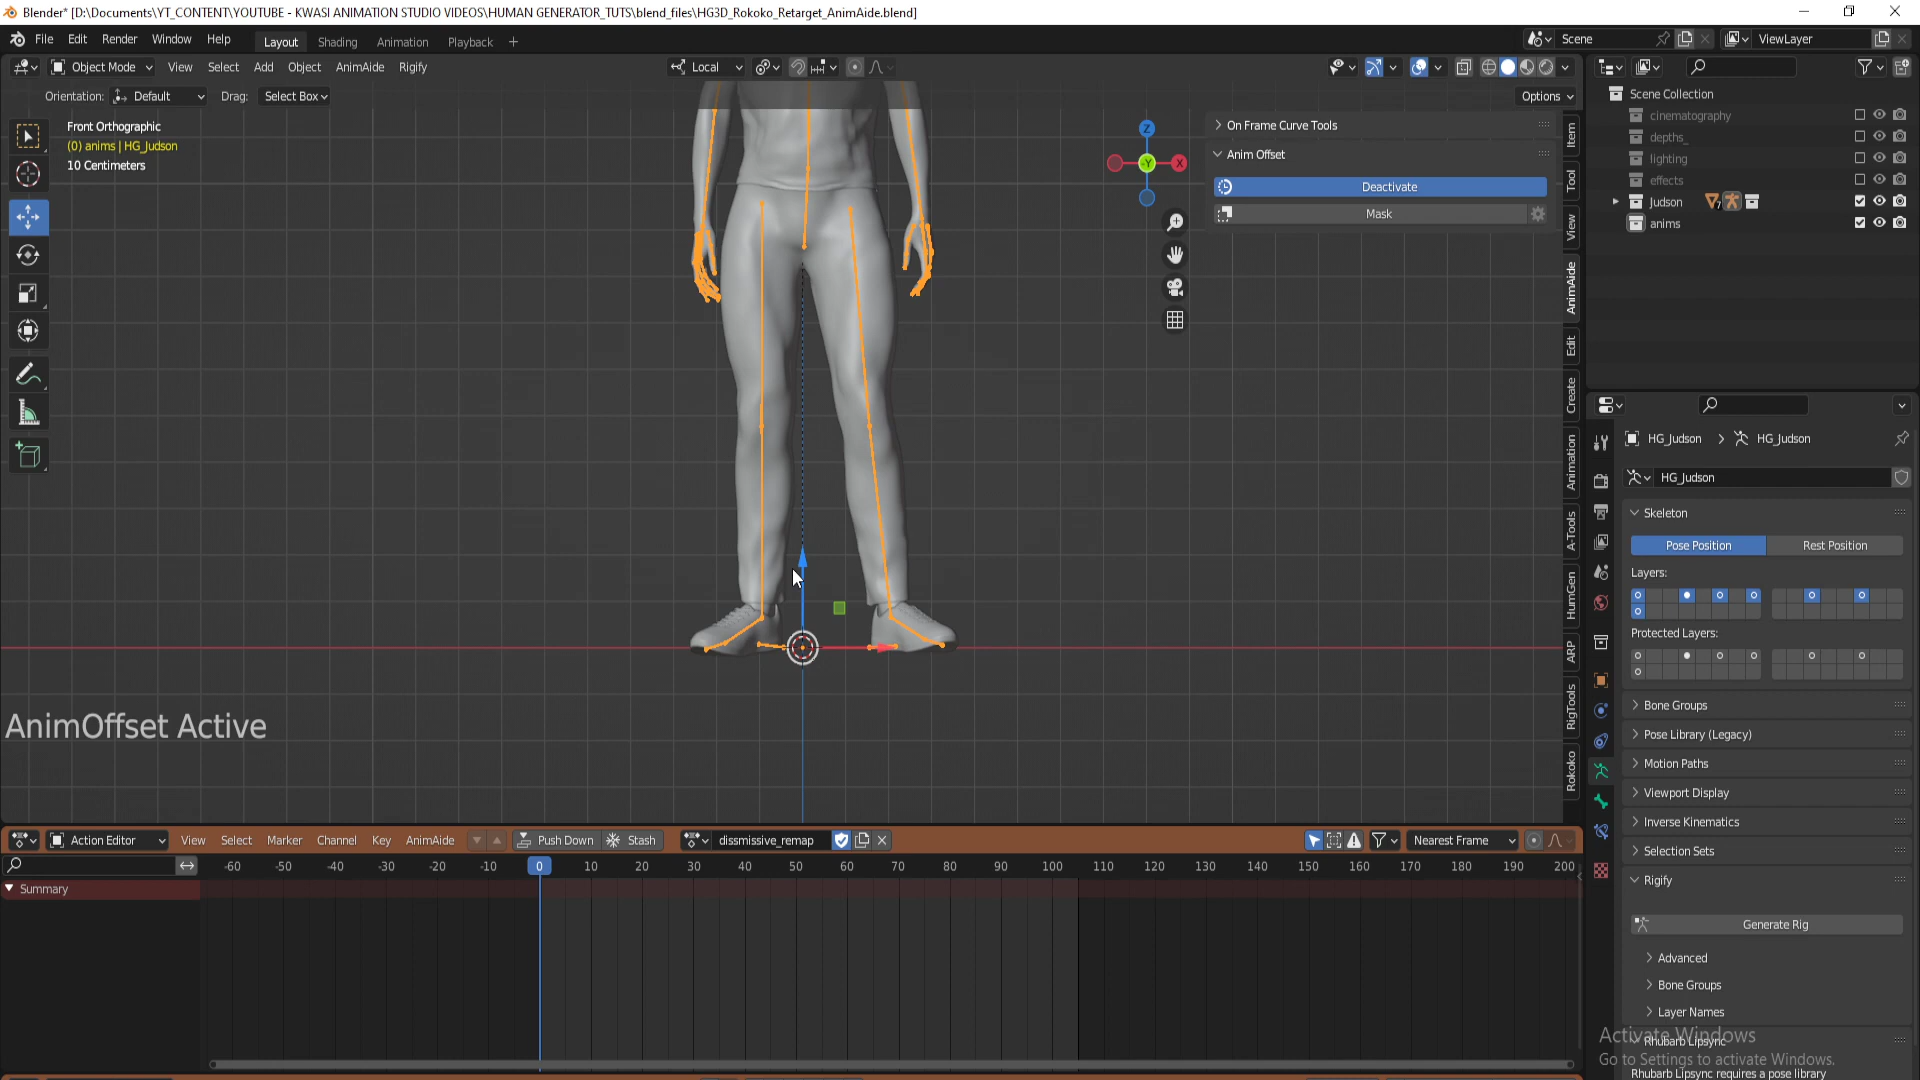 Blender* [D:\Documents\YT_CONTENT\YOUTUBE - KWASI ANIMATION STUDIO VIDEOS\HUMAN GENERATOR_TUTS\blend_files\HG3D_Rokoko_Retarget_AnimAide.blend]
File Edit Render Window Help Layout Shading Animation Playback + Scene ViewLayer
Object Mode View Select Add Object AnimAide Rigify Local
Orientation: Default Drag: Select Box Options
Front Orthographic
(0) anims | HG_Judson
10 Centimeters
Z
-Y
X
On Frame Curve Tools
Anim Offset
Deactivate
Mask
Item
Tool
View
AnimAide
Edit
Create
Animation
A-Tools
HumGen
ARP
RigTools
Rokoko
AnimOffset Active
Scene Collection
cinematography
depths_
lighting
effects
Judson 7
anims
HG_Judson > HG_Judson
HG_Judson
Skeleton
Pose Position Rest Position
Layers:
Protected Layers:
Bone Groups
Pose Library (Legacy)
Motion Paths
Viewport Display
Inverse Kinematics
Selection Sets
Rigify
Generate Rig
Advanced
Bone Groups
Layer Names
Rhubarb Lipsync
Rhubarb Lipsync requires a pose library
Activate Windows
Go to Settings to activate Windows.
Action Editor View Select Marker Channel Key AnimAide Push Down Stash dissmissive_remap Nearest Frame
-60 -50 -40 -30 -20 -10 0 10 20 30 40 50 60 70 80 90 100 110 120 130 140 150 160 170 180 190 200
Summary